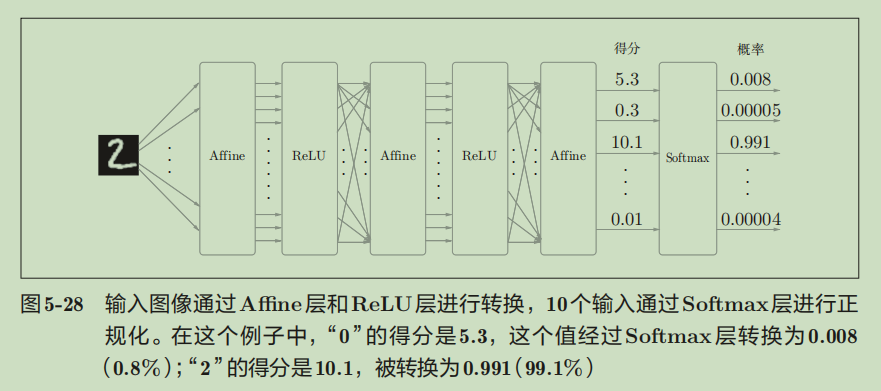 得分 概率
5.3 0.008
0.3 0.00005
10.1 0.991
2 Affine ReLU Affine ReLU Affine Softmax
0.01 0.00004
图5-28 输入图像通过Affine层和ReLU层进行转换，10个输入通过Softmax层进行正
规化。在这个例子中，“0”的得分是5.3，这个值经过Softmax层转换为0.008
（0.8%）；“2”的得分是10.1，被转换为0.991（99.1%）